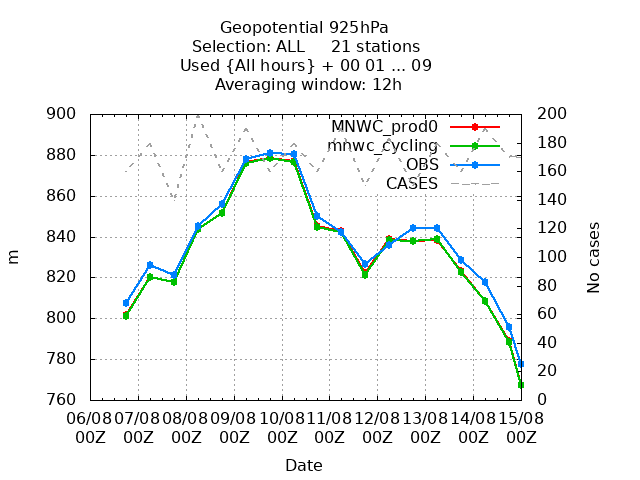 Geopotential 925hPa
Selection: ALL     21 stations
Used {All hours} + 00 01 ... 09
Averaging window: 12h
900
880
860
840
820
800
780
760
m
200
180
160
140
120
100
80
60
40
20
0
No cases
MNWC_prod0
mnwc_cycling
OBS
CASES
06/08 07/08 08/08 09/08 10/08 11/08 12/08 13/08 14/08 15/08
00Z 00Z 00Z 00Z 00Z 00Z 00Z 00Z 00Z 00Z
Date